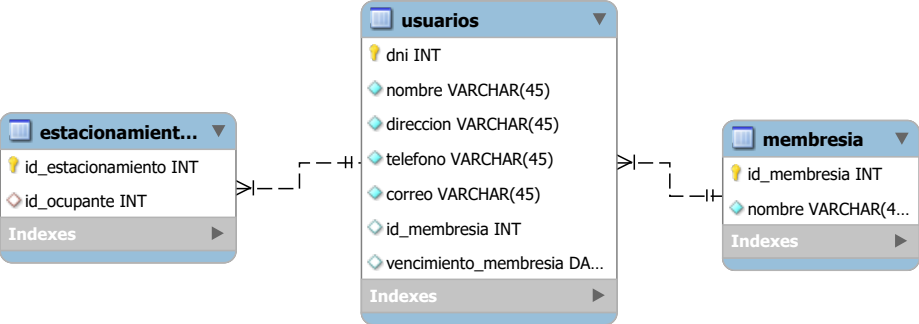 estacionamient...
id_estacionamiento INT
id_ocupante INT
Indexes
usuarios
dni INT
nombre VARCHAR(45)
direccion VARCHAR(45)
telefono VARCHAR(45)
correo VARCHAR(45)
id_membresia INT
vencimiento_membresia DA...
Indexes
membresia
id_membresia INT
nombre VARCHAR(4...
Indexes